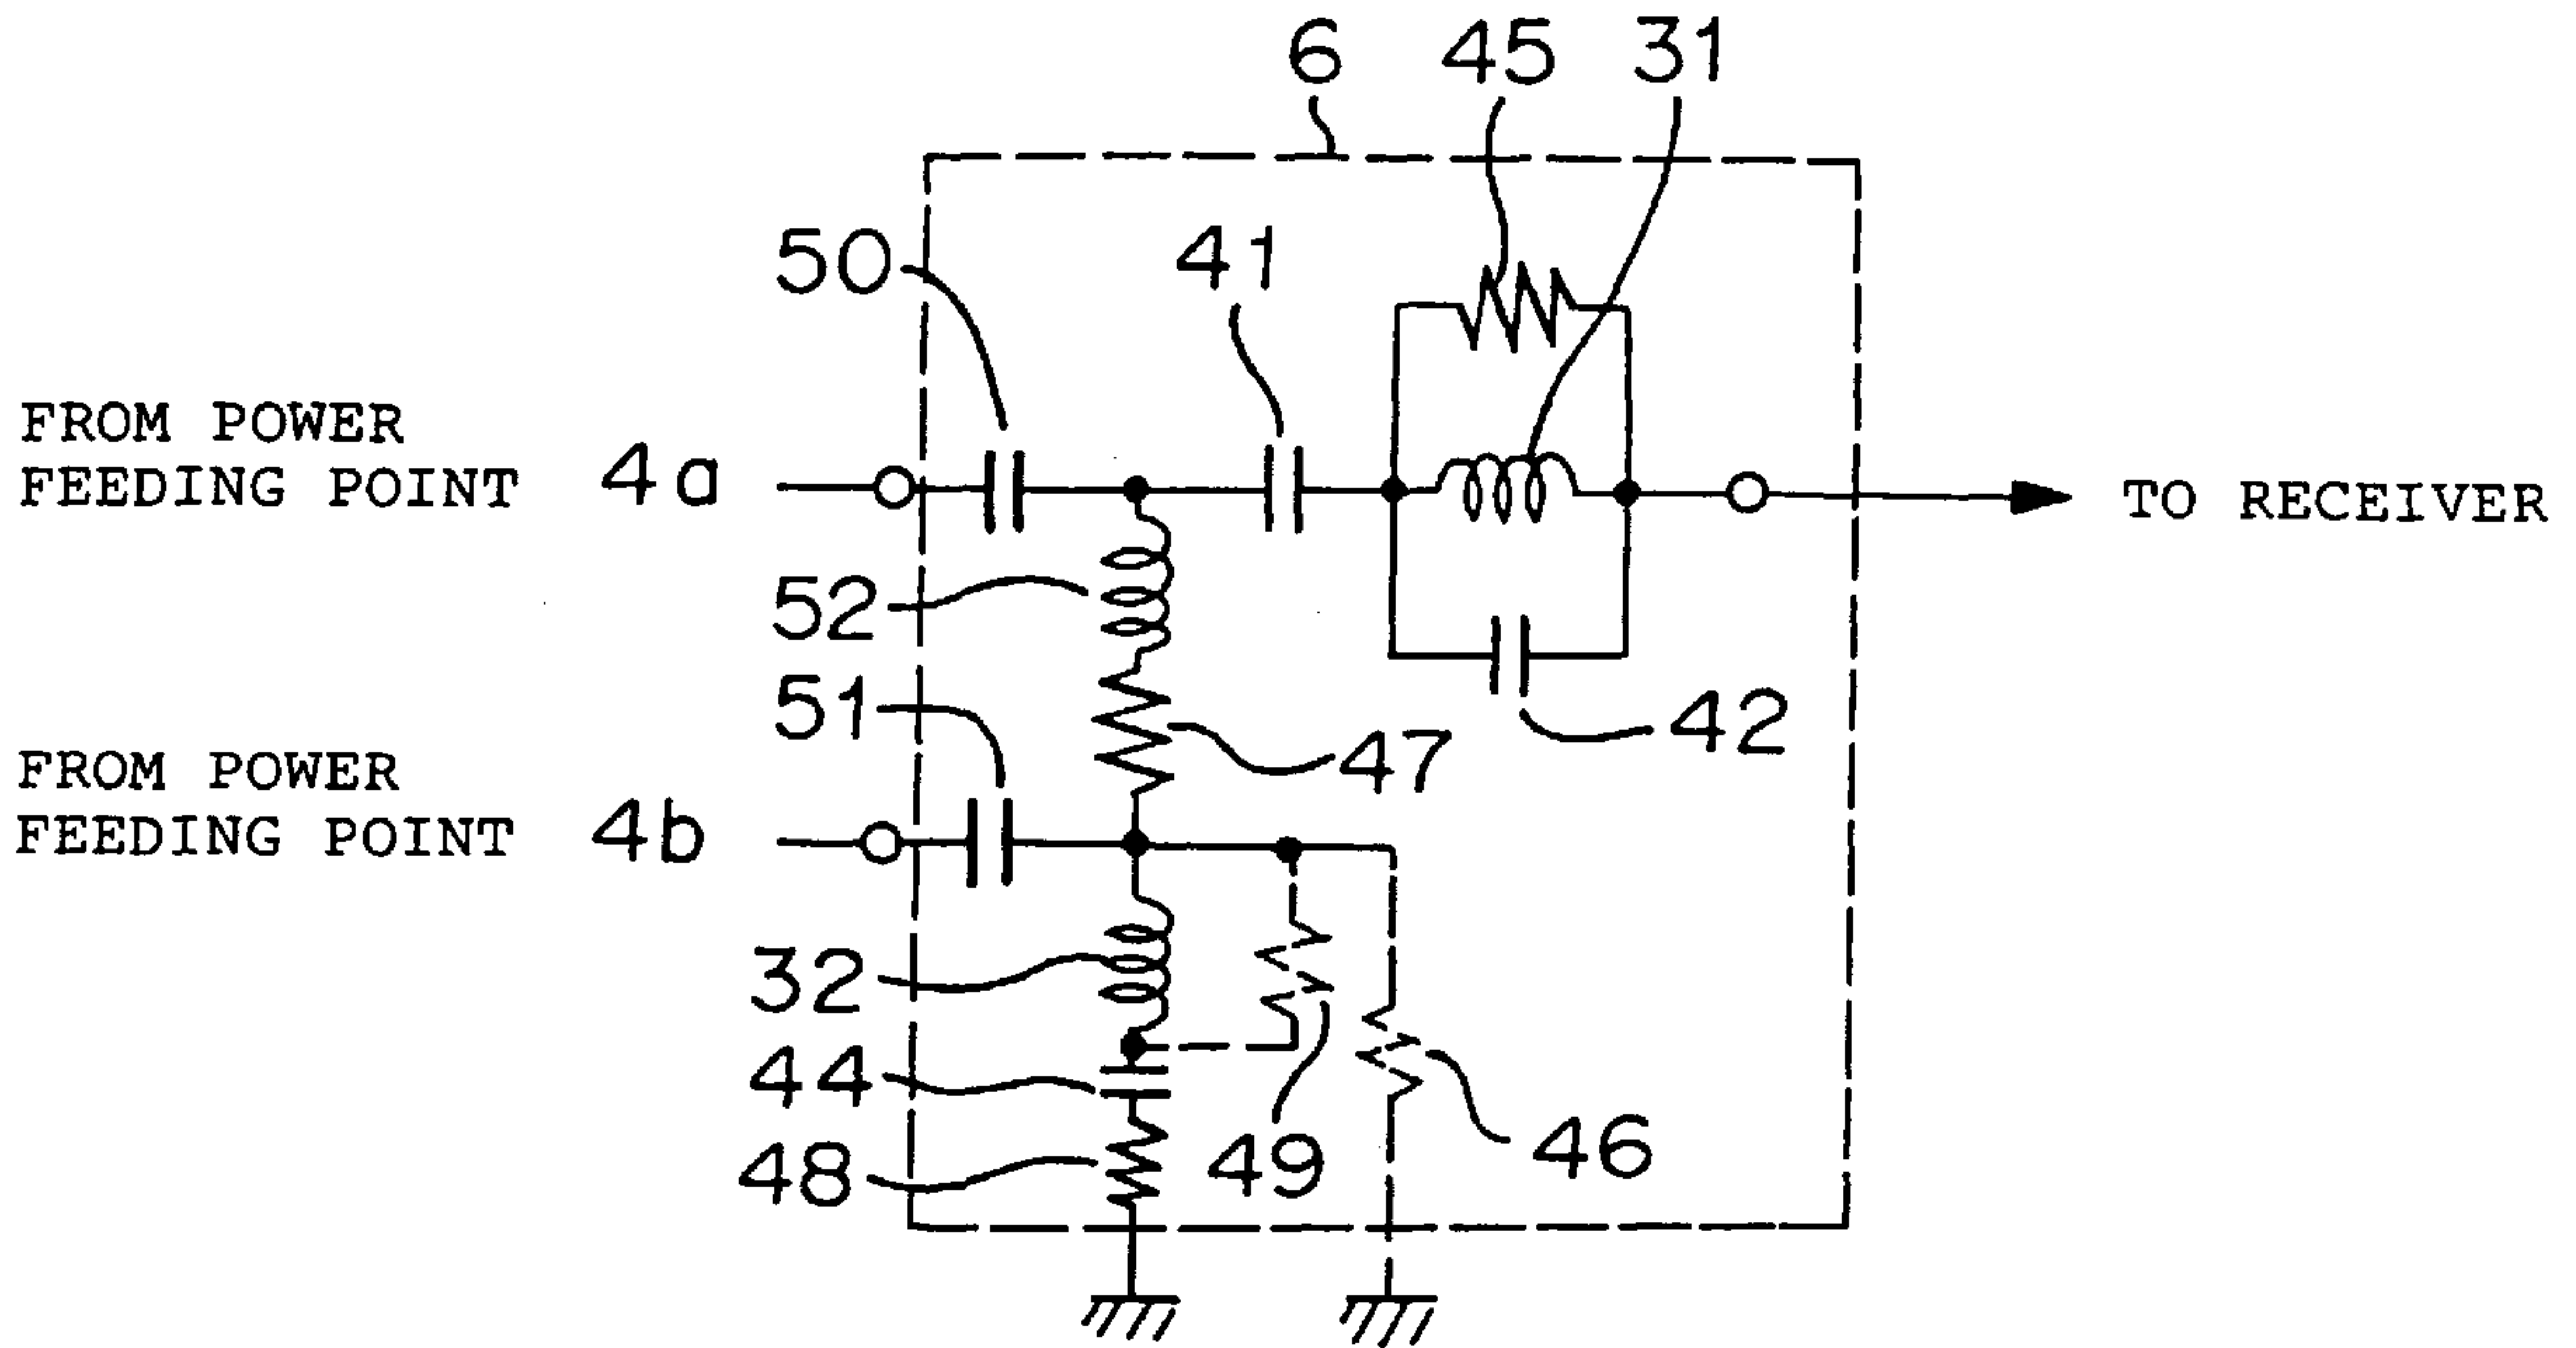 6 45 31
50 41
FROM POWER
FEEDING POINT 4a
TO RECEIVER
52
51
42
47
FROM POWER
FEEDING POINT 4b
32
44
49 46
48